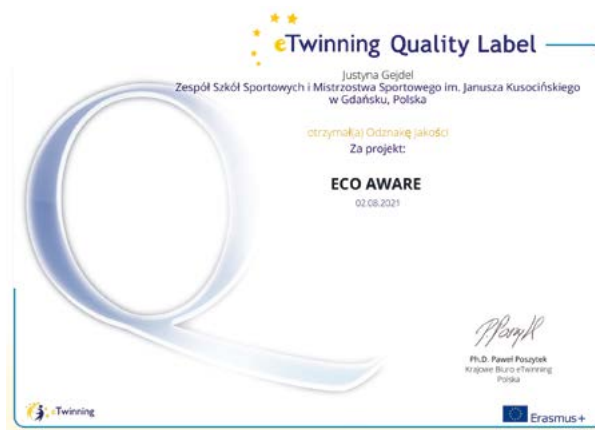 eTwinning Quality Label
Justyna Gejdel
Zespół Szkół Sportowych i Mistrzostwa Sportowego im. Janusza Kusocińskiego
w Gdańsku, Polska
otrzymał(a) Odznakę jakości
Za projekt:
ECO AWARE
02.08.2021
Ph.D. Paweł Poszytek
Krajowe Biuro eTwinning
Polska
eTwinning
Erasmus+